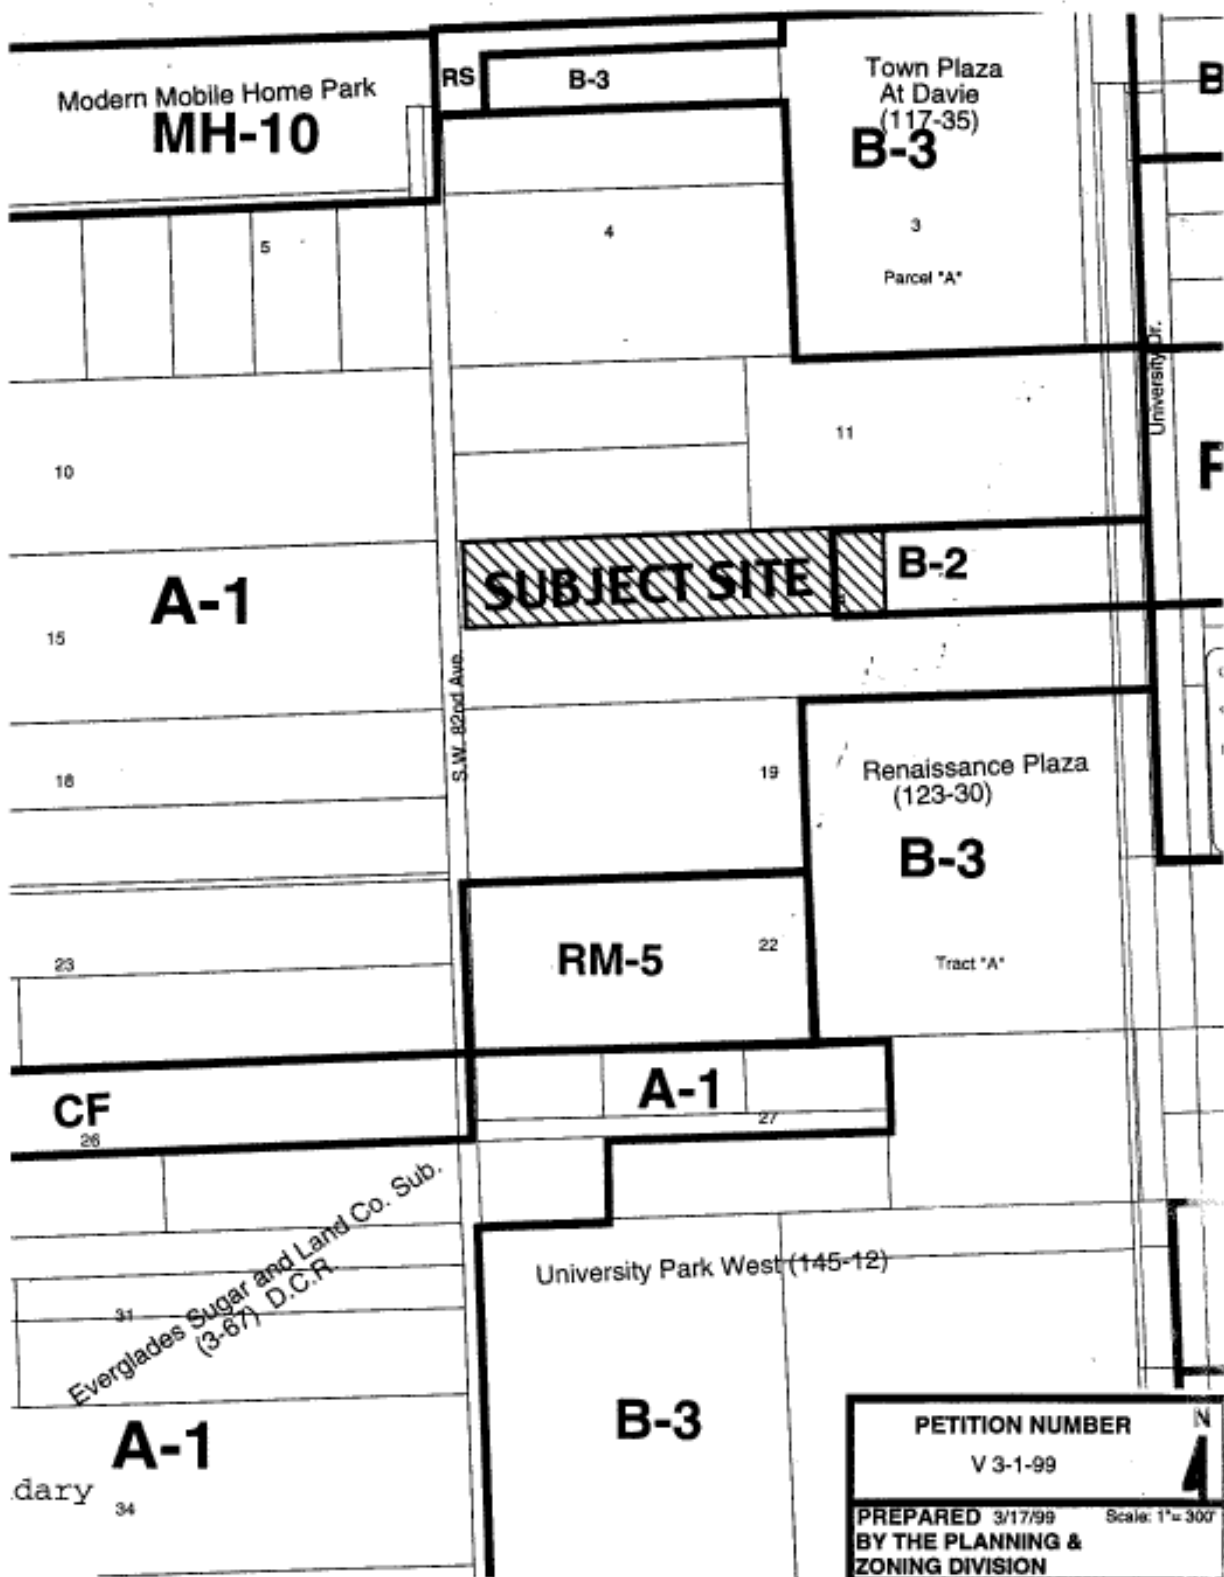 Modern Mobile Home Park
MH-10
RS
B-3
Town Plaza
At Davie
(117-35)
B-3
3
Parcel "A"
B
5
4
University Dr.
10
11
F
A-1
SUBJECT SITE
B-2
15
S.W. 82nd Ave.
18
19
Renaissance Plaza
(123-30)
B-3
Tract "A"
23
RM-5
22
CF
26
A-1
27
Everglades Sugar and Land Co. Sub.
(3-67) D.C.R.
31
University Park West (145-12)
A-1
B-3
dary
34
PETITION NUMBER
V 3-1-99
N
PREPARED 3/17/99
Scale: 1"= 300'
BY THE PLANNING &
ZONING DIVISION